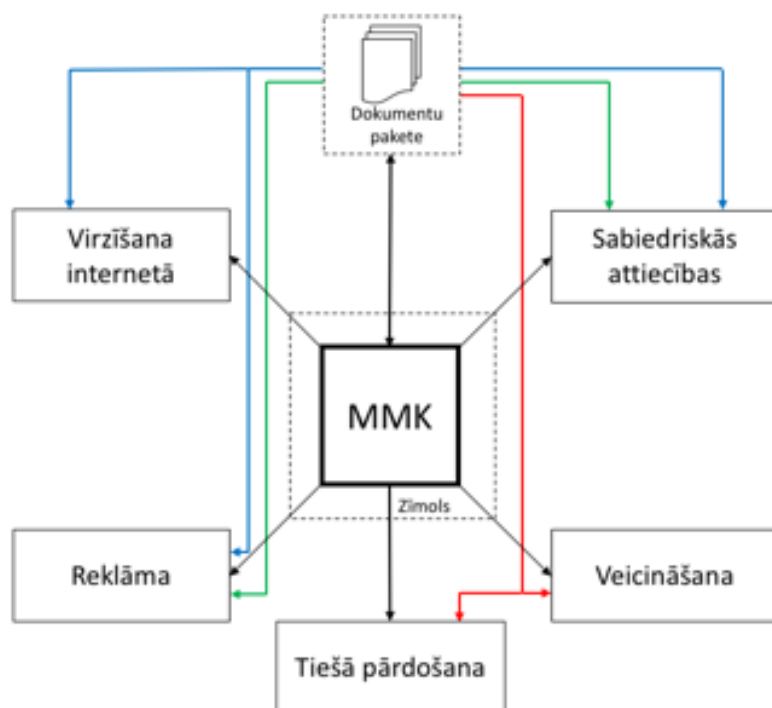 Dokumentu
pakete
Virzīšana
internetā
Sabiedriskās
attiecības
MMK
Zīmols
Reklāma
Veicināšana
Tiešā pārdošana